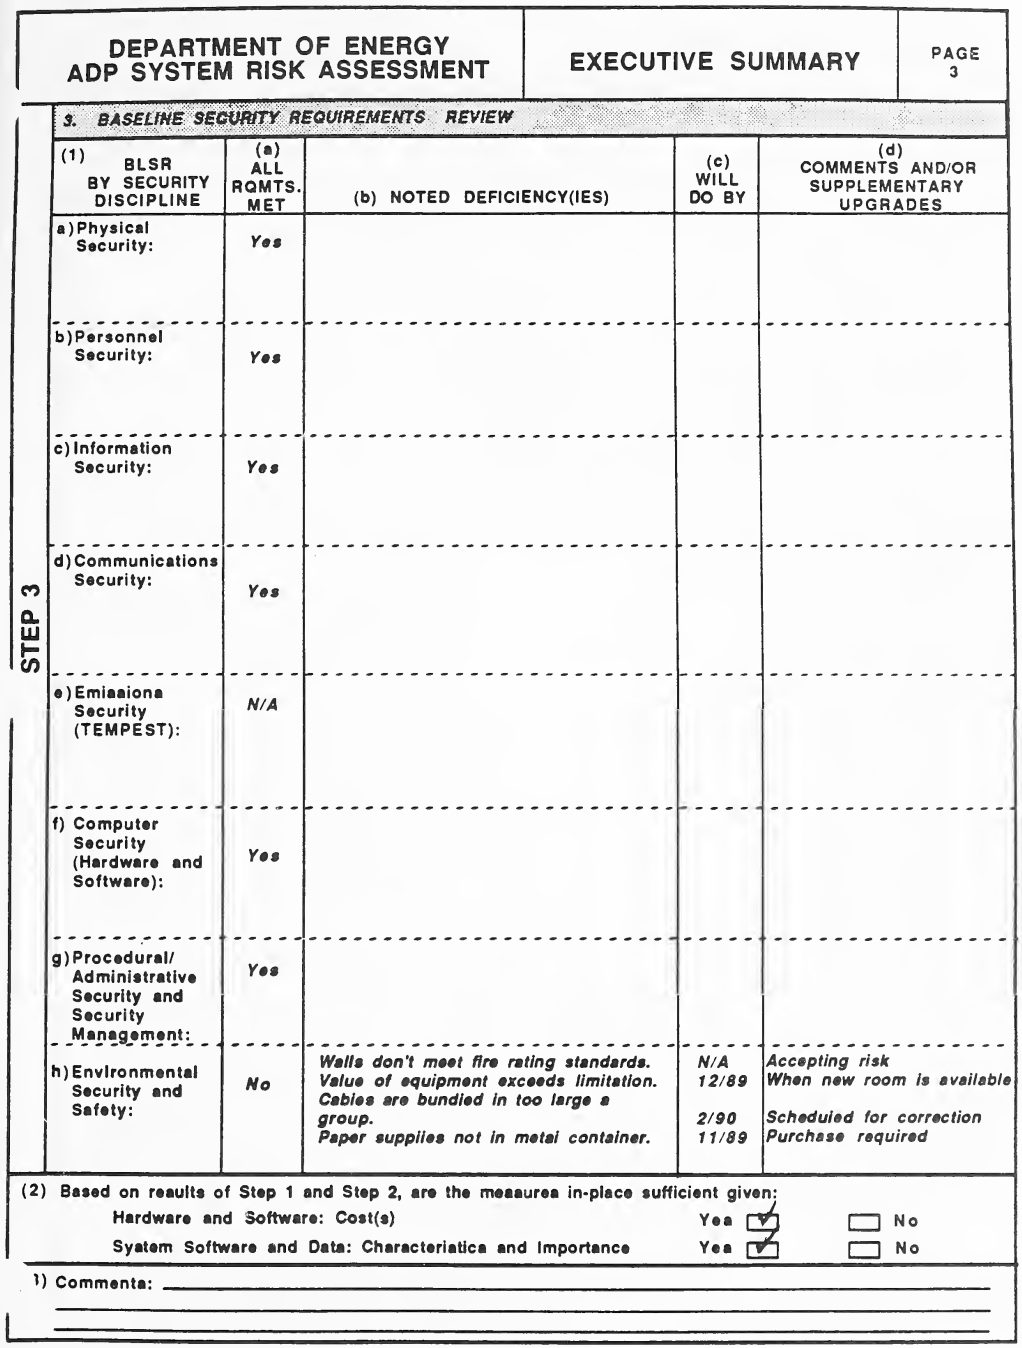 DEPARTMENT OF ENERGY
ADP SYSTEM RISK ASSESSMENT
EXECUTIVE SUMMARY
PAGE
3
STEP 3
3. BASELINE SECURITY REQUIREMENTS REVIEW
(1) BLSR
BY SECURITY
DISCIPLINE
(a)
ALL
RQMTS.
MET
(b) NOTED DEFICIENCY(IES)
(c)
WILL
DO BY
(d)
COMMENTS AND/OR
SUPPLEMENTARY
UPGRADES
a) Physical
Security:
Yes
b) Personnel
Security:
Yes
c) Information
Security:
Yes
d) Communications
Security:
Yes
e) Emissions
Security
(TEMPEST):
N/A
f) Computer
Security
(Hardware and
Software):
Yes
g) Procedural/
Administrative
Security and
Security
Management:
Yes
h) Environmental
Security and
Safety:
No
Walls don't meet fire rating standards. N/A Accepting risk
Value of equipment exceeds limitation. 12/89 When new room is available
Cables are bundled in too large a
group. 2/90 Scheduled for correction
Paper supplies not in metal container. 11/89 Purchase required
(2) Based on results of Step 1 and Step 2, are the measures in-place sufficient given:
Hardware and Software: Cost(s) Yes No
System Software and Data: Characteristics and Importance Yes No
3) Comments: